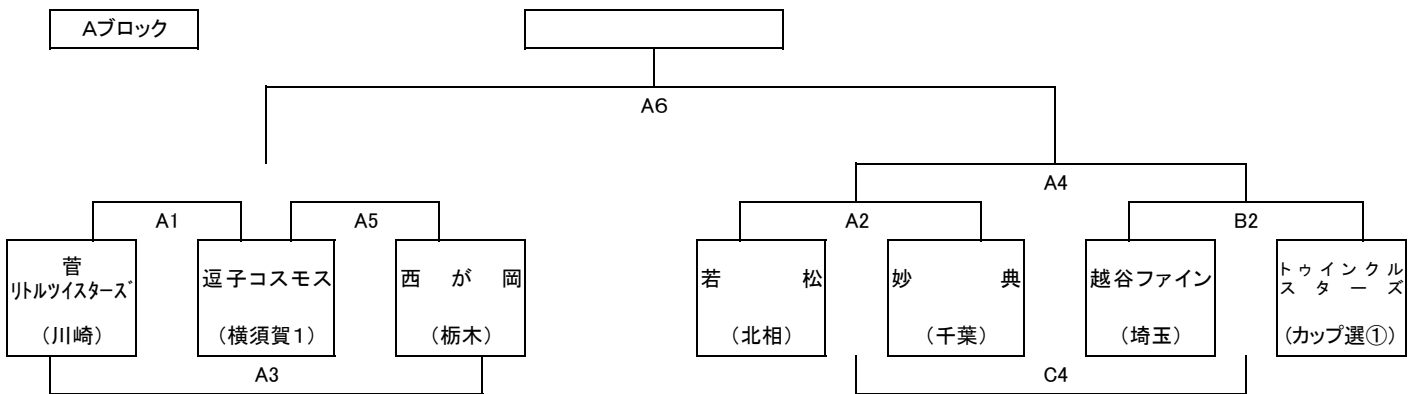 Aブロック
A6
A4
A1
A5
A2
B2
菅
リトルツイスターズ
(川崎)
逗子コスモス
(横須賀1)
西が岡
(栃木)
若松
(北相)
妙典
(千葉)
越谷ファイン
(埼玉)
トゥインクル
スターズ
(カップ選①)
A3
C4